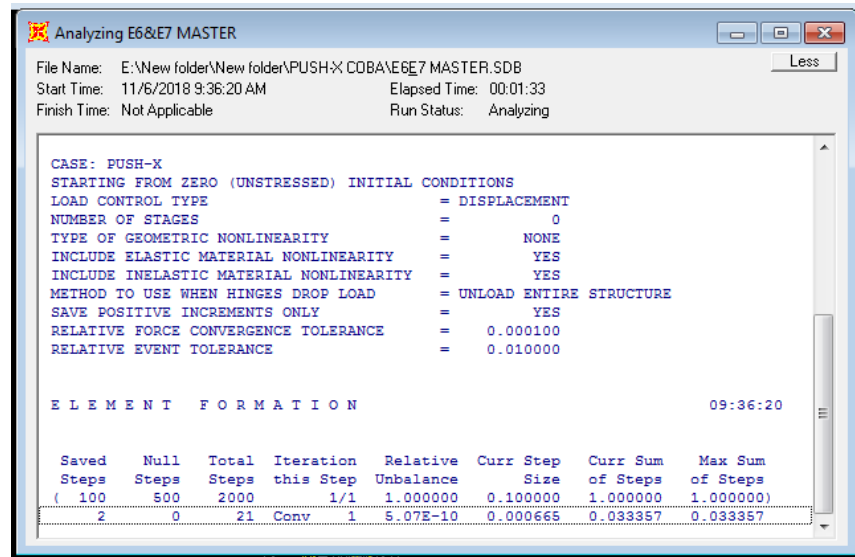 Analyzing E6&E7 MASTER
File Name: E:\New folder\New folder\PUSH-X COBA\E6E7 MASTER.SDB
Less
Start Time: 11/6/2018 9:36:20 AM Elapsed Time: 00:01:33
Finish Time: Not Applicable Run Status: Analyzing
CASE: PUSH-X
STARTING FROM ZERO (UNSTRESSED) INITIAL CONDITIONS
LOAD CONTROL TYPE = DISPLACEMENT
NUMBER OF STAGES = 0
TYPE OF GEOMETRIC NONLINEARITY = NONE
INCLUDE ELASTIC MATERIAL NONLINEARITY = YES
INCLUDE INELASTIC MATERIAL NONLINEARITY = YES
METHOD TO USE WHEN HINGES DROP LOAD = UNLOAD ENTIRE STRUCTURE
SAVE POSITIVE INCREMENTS ONLY = YES
RELATIVE FORCE CONVERGENCE TOLERANCE = 0.000100
RELATIVE EVENT TOLERANCE = 0.010000
E L E M E N T  F O R M A T I O N 09:36:20
Saved Null Total Iteration Relative Curr Step Curr Sum Max Sum
Steps Steps Steps this Step Unbalance Size of Steps of Steps
( 100 500 2000 1/1 1.000000 0.100000 1.000000 1.000000)
2 0 21 Conv 1 5.07E-10 0.000665 0.033357 0.033357